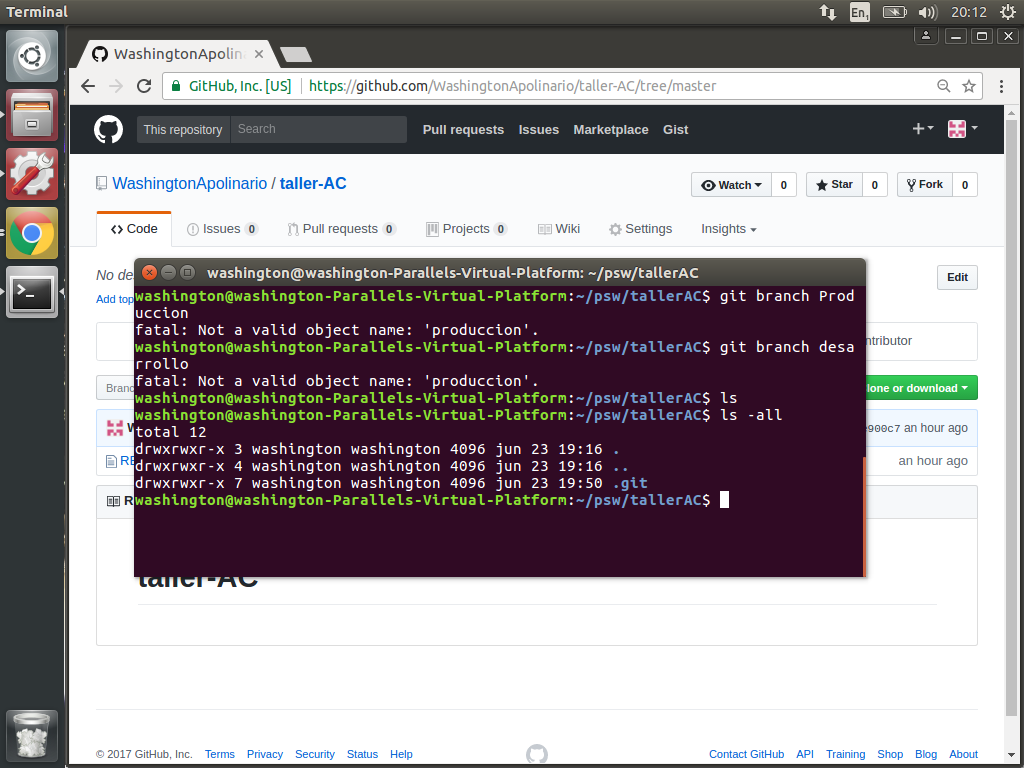 Terminal
En1
20:12
WashingtonApolin
GitHub, Inc. [US]
https://github.com/WashingtonApolinario/taller-AC/tree/master
This repository
Search
Pull requests
Issues
Marketplace
Gist
WashingtonApolinario / taller-AC
Watch 0
Star 0
Fork 0
Code
Issues 0
Pull requests 0
Projects 0
Wiki
Settings
Insights
No de
Edit
Add top
washington@washington-Parallels-Virtual-Platform: ~/psw/tallerAC
washington@washington-Parallels-Virtual-Platform:~/psw/tallerAC$ git branch Prod
uccion
fatal: Not a valid object name: 'produccion'.
washington@washington-Parallels-Virtual-Platform:~/psw/tallerAC$ git branch desa
rrollo
fatal: Not a valid object name: 'produccion'.
washington@washington-Parallels-Virtual-Platform:~/psw/tallerAC$ ls
washington@washington-Parallels-Virtual-Platform:~/psw/tallerAC$ ls -all
total 12
drwxrwxr-x 3 washington washington 4096 jun 23 19:16 .
drwxrwxr-x 4 washington washington 4096 jun 23 19:16 ..
drwxrwxr-x 7 washington washington 4096 jun 23 19:50 .git
washington@washington-Parallels-Virtual-Platform:~/psw/tallerAC$
ntributor
Branc
lone or download
W
e900c7 an hour ago
RE
an hour ago
R
taller-AC
© 2017 GitHub, Inc.
Terms
Privacy
Security
Status
Help
Contact GitHub
API
Training
Shop
Blog
About